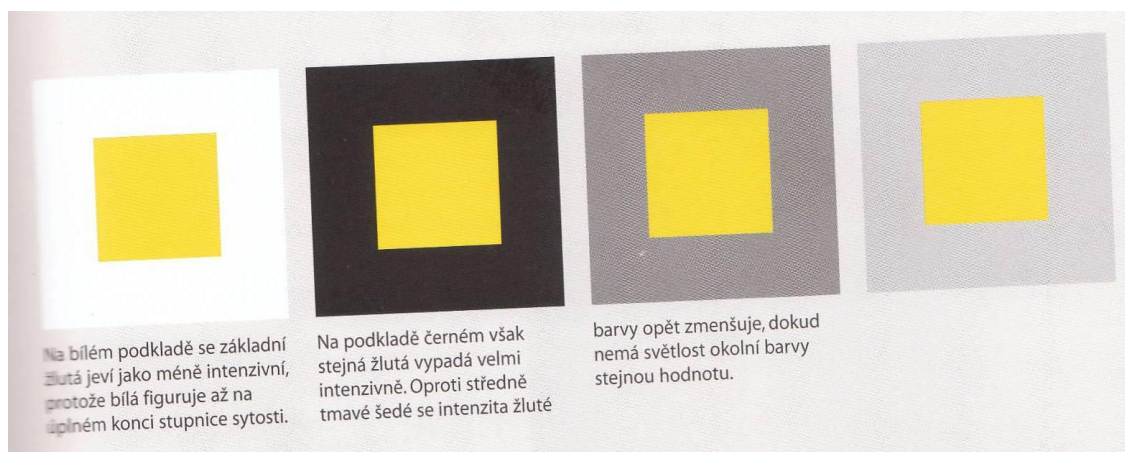 Na bílém podkladě se základní
žlutá jeví jako méně intenzivní,
protože bílá figuruje až na
úplném konci stupnice sytosti.
Na podkladě černém však
stejná žlutá vypadá velmi
intenzivně. Oproti středně
tmavé šedé se intenzita žluté
barvy opět zmenšuje, dokud
nemá světlost okolní barvy
stejnou hodnotu.